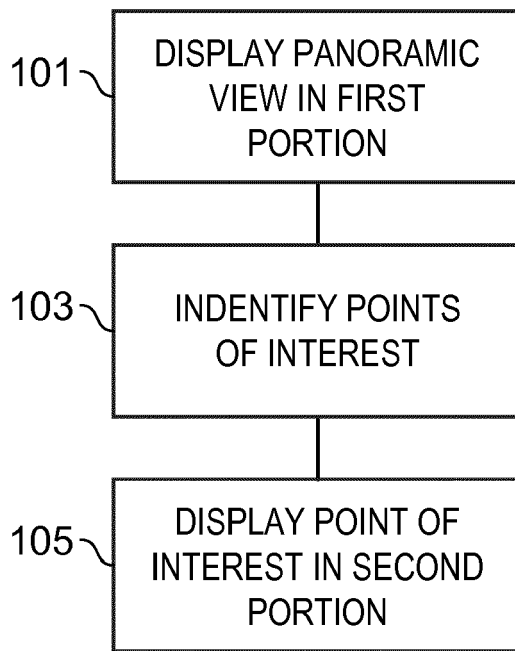 101
DISPLAY PANORAMIC
VIEW IN FIRST
PORTION
103
INDENTIFY POINTS
OF INTEREST
105
DISPLAY POINT OF
INTEREST IN SECOND
PORTION